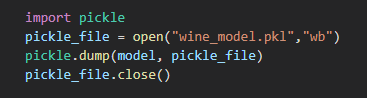 import pickle
pickle_file = open("wine_model.pkl","wb")
pickle.dump(model, pickle_file)
pickle_file.close()